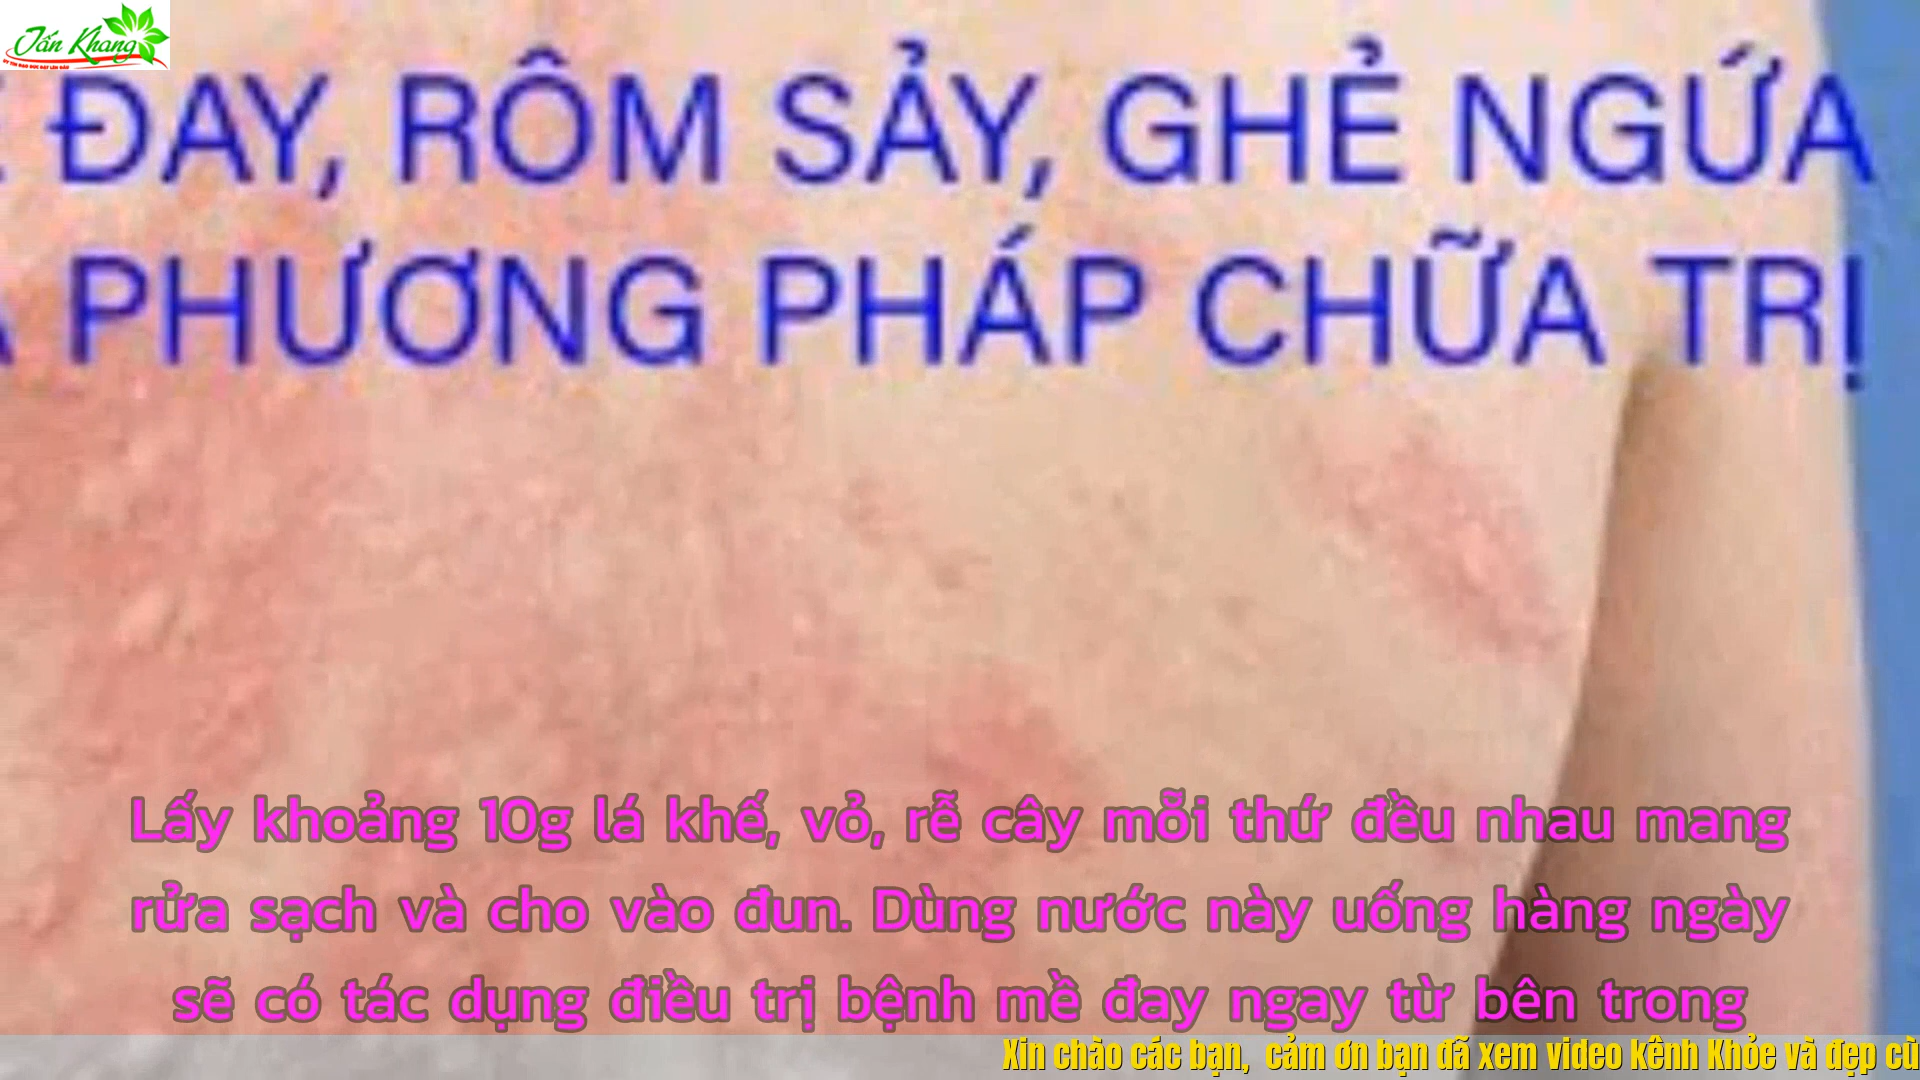 Tấn Khang
ĐAY, RÔM SẢY, GHẺ NGỨA
PHƯƠNG PHÁP CHỮA TRỊ
Lấy khoảng 10g lá khế, vỏ, rễ cây mỗi thứ đều nhau mang
rửa sạch và cho vào đun. Dùng nước này uống hàng ngày
sẽ có tác dụng điều trị bệnh mề đay ngay từ bên trong
Xin chào các bạn, cảm ơn bạn đã xem video kênh Khỏe và đẹp cù